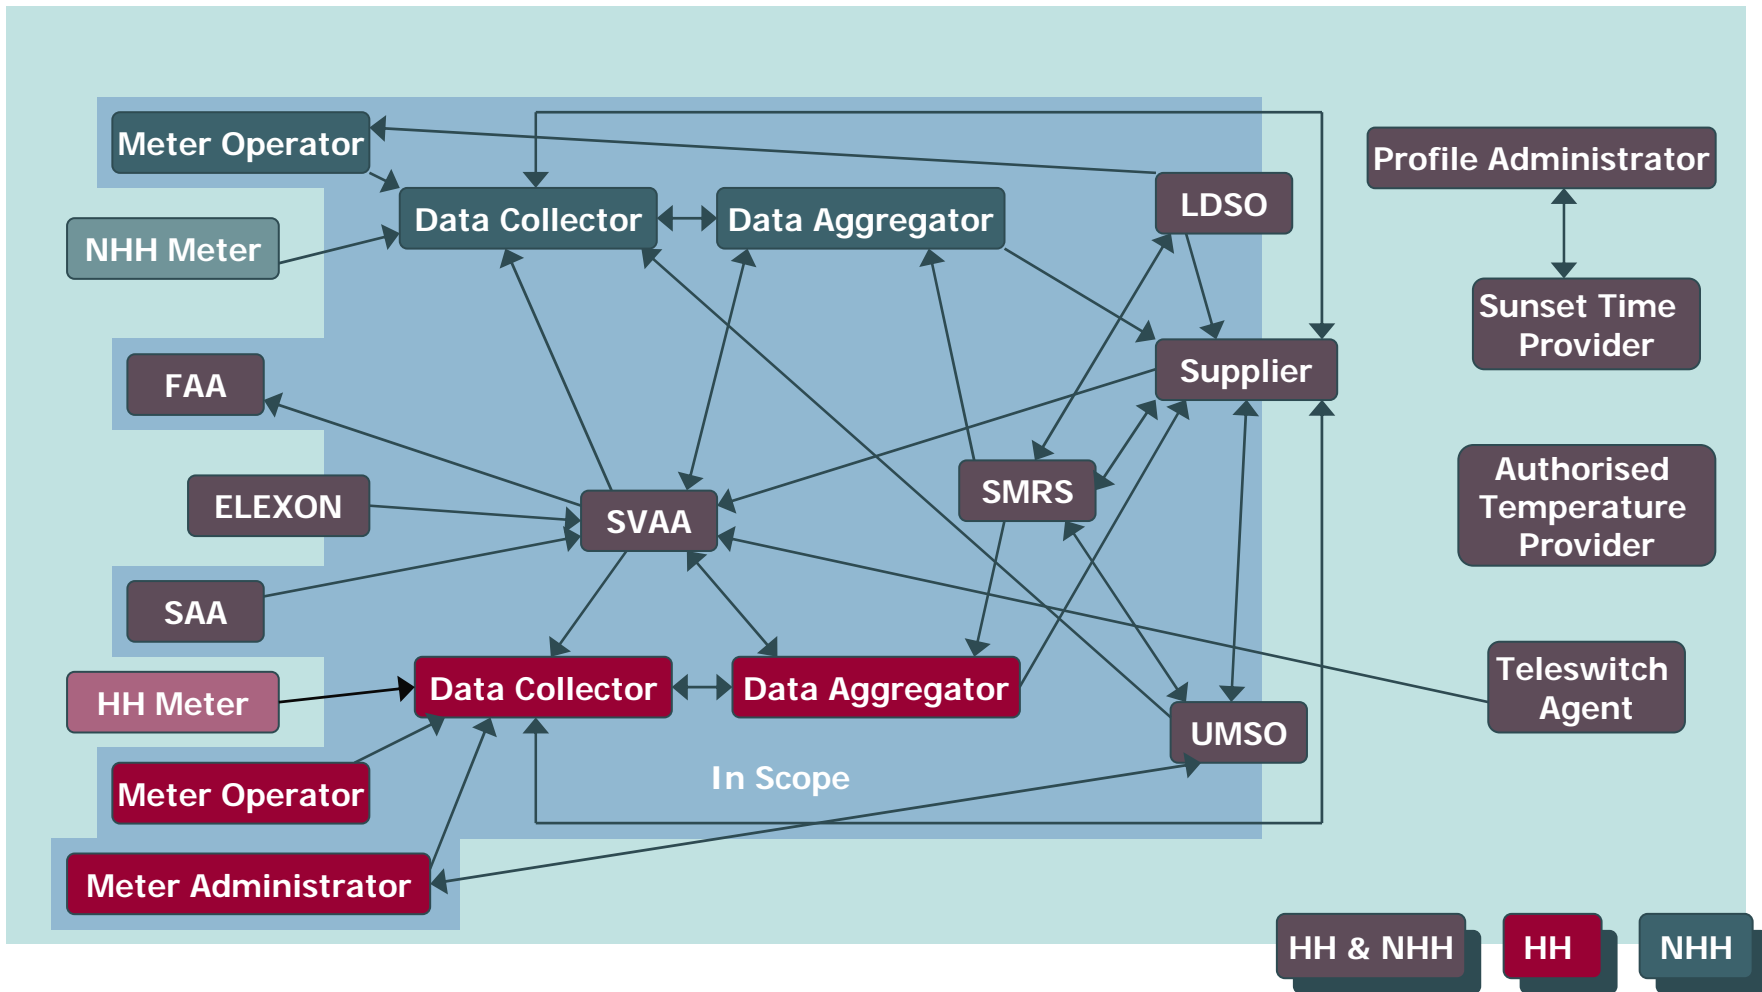 Meter Operator
Profile Administrator
LDSO
Data Collector
Data Aggregator
NHH Meter
Sunset Time
Provider
Supplier
FAA
Authorised
Temperature
Provider
SMRS
ELEXON
SVAA
SAA
Teleswitch
Agent
HH Meter
Data Collector
Data Aggregator
UMSO
In Scope
Meter Operator
Meter Administrator
HH & NHH
HH
NHH